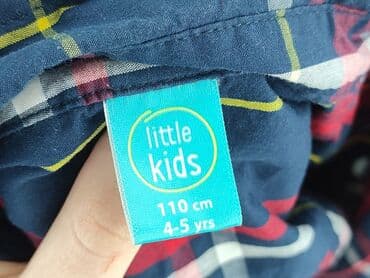 little
kids
110 cm
4-5 yrs